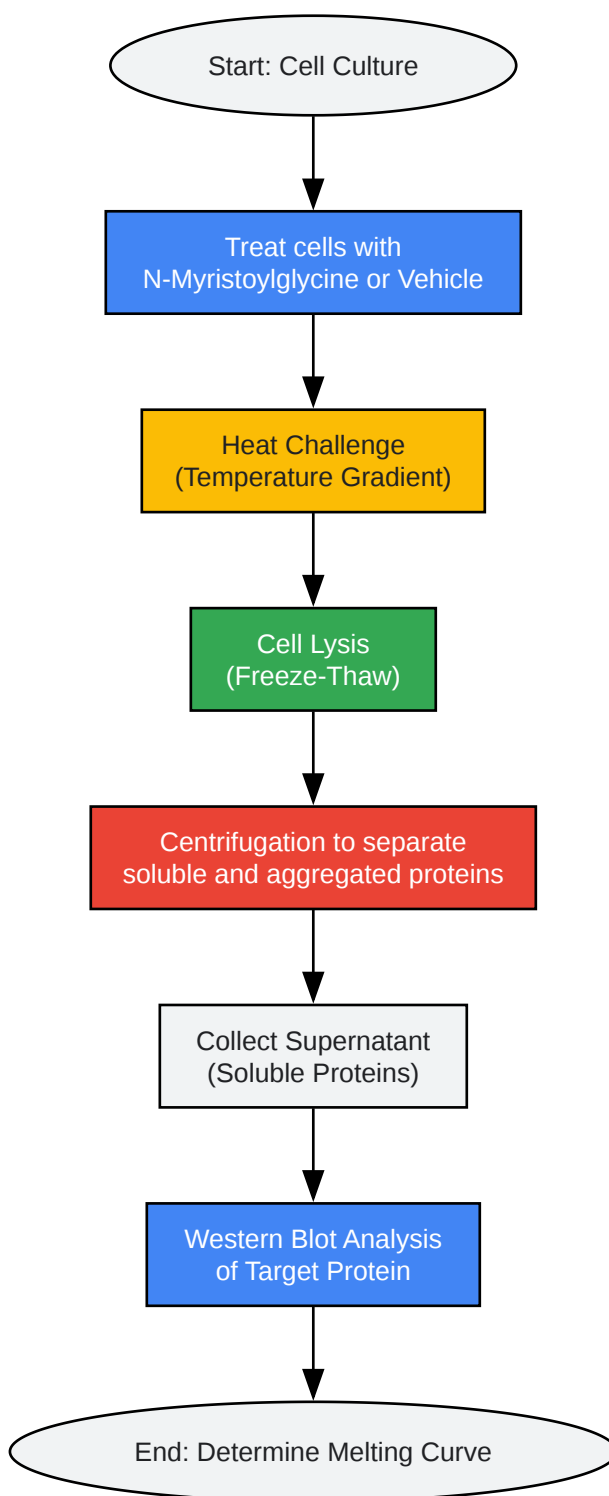 Start: Cell Culture
Treat cells with
N-Myristoylglycine or Vehicle
Heat Challenge
(Temperature Gradient)
Cell Lysis
(Freeze-Thaw)
Centrifugation to separate
soluble and aggregated proteins
Collect Supernatant
(Soluble Proteins)
Western Blot Analysis
of Target Protein
End: Determine Melting Curve